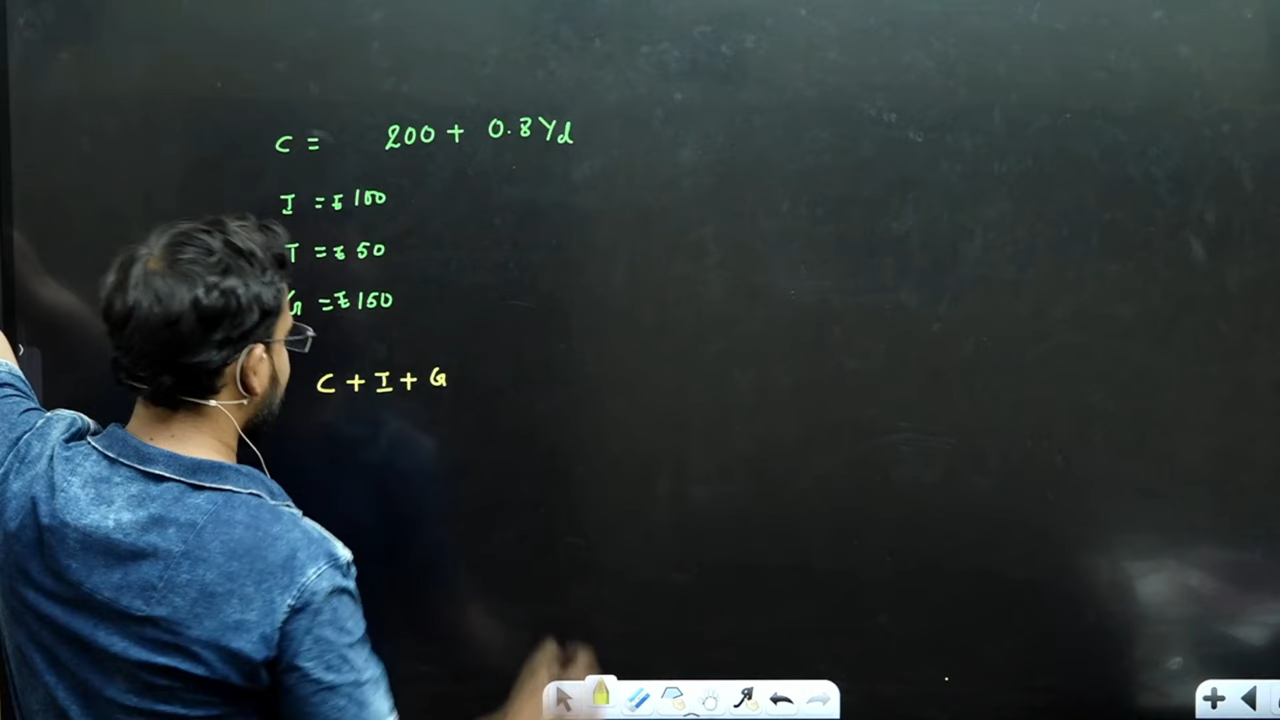 C = 200 + 0.8Yd
I = ₹ 100
T = ₹ 50
G = ₹ 150
C + I + G